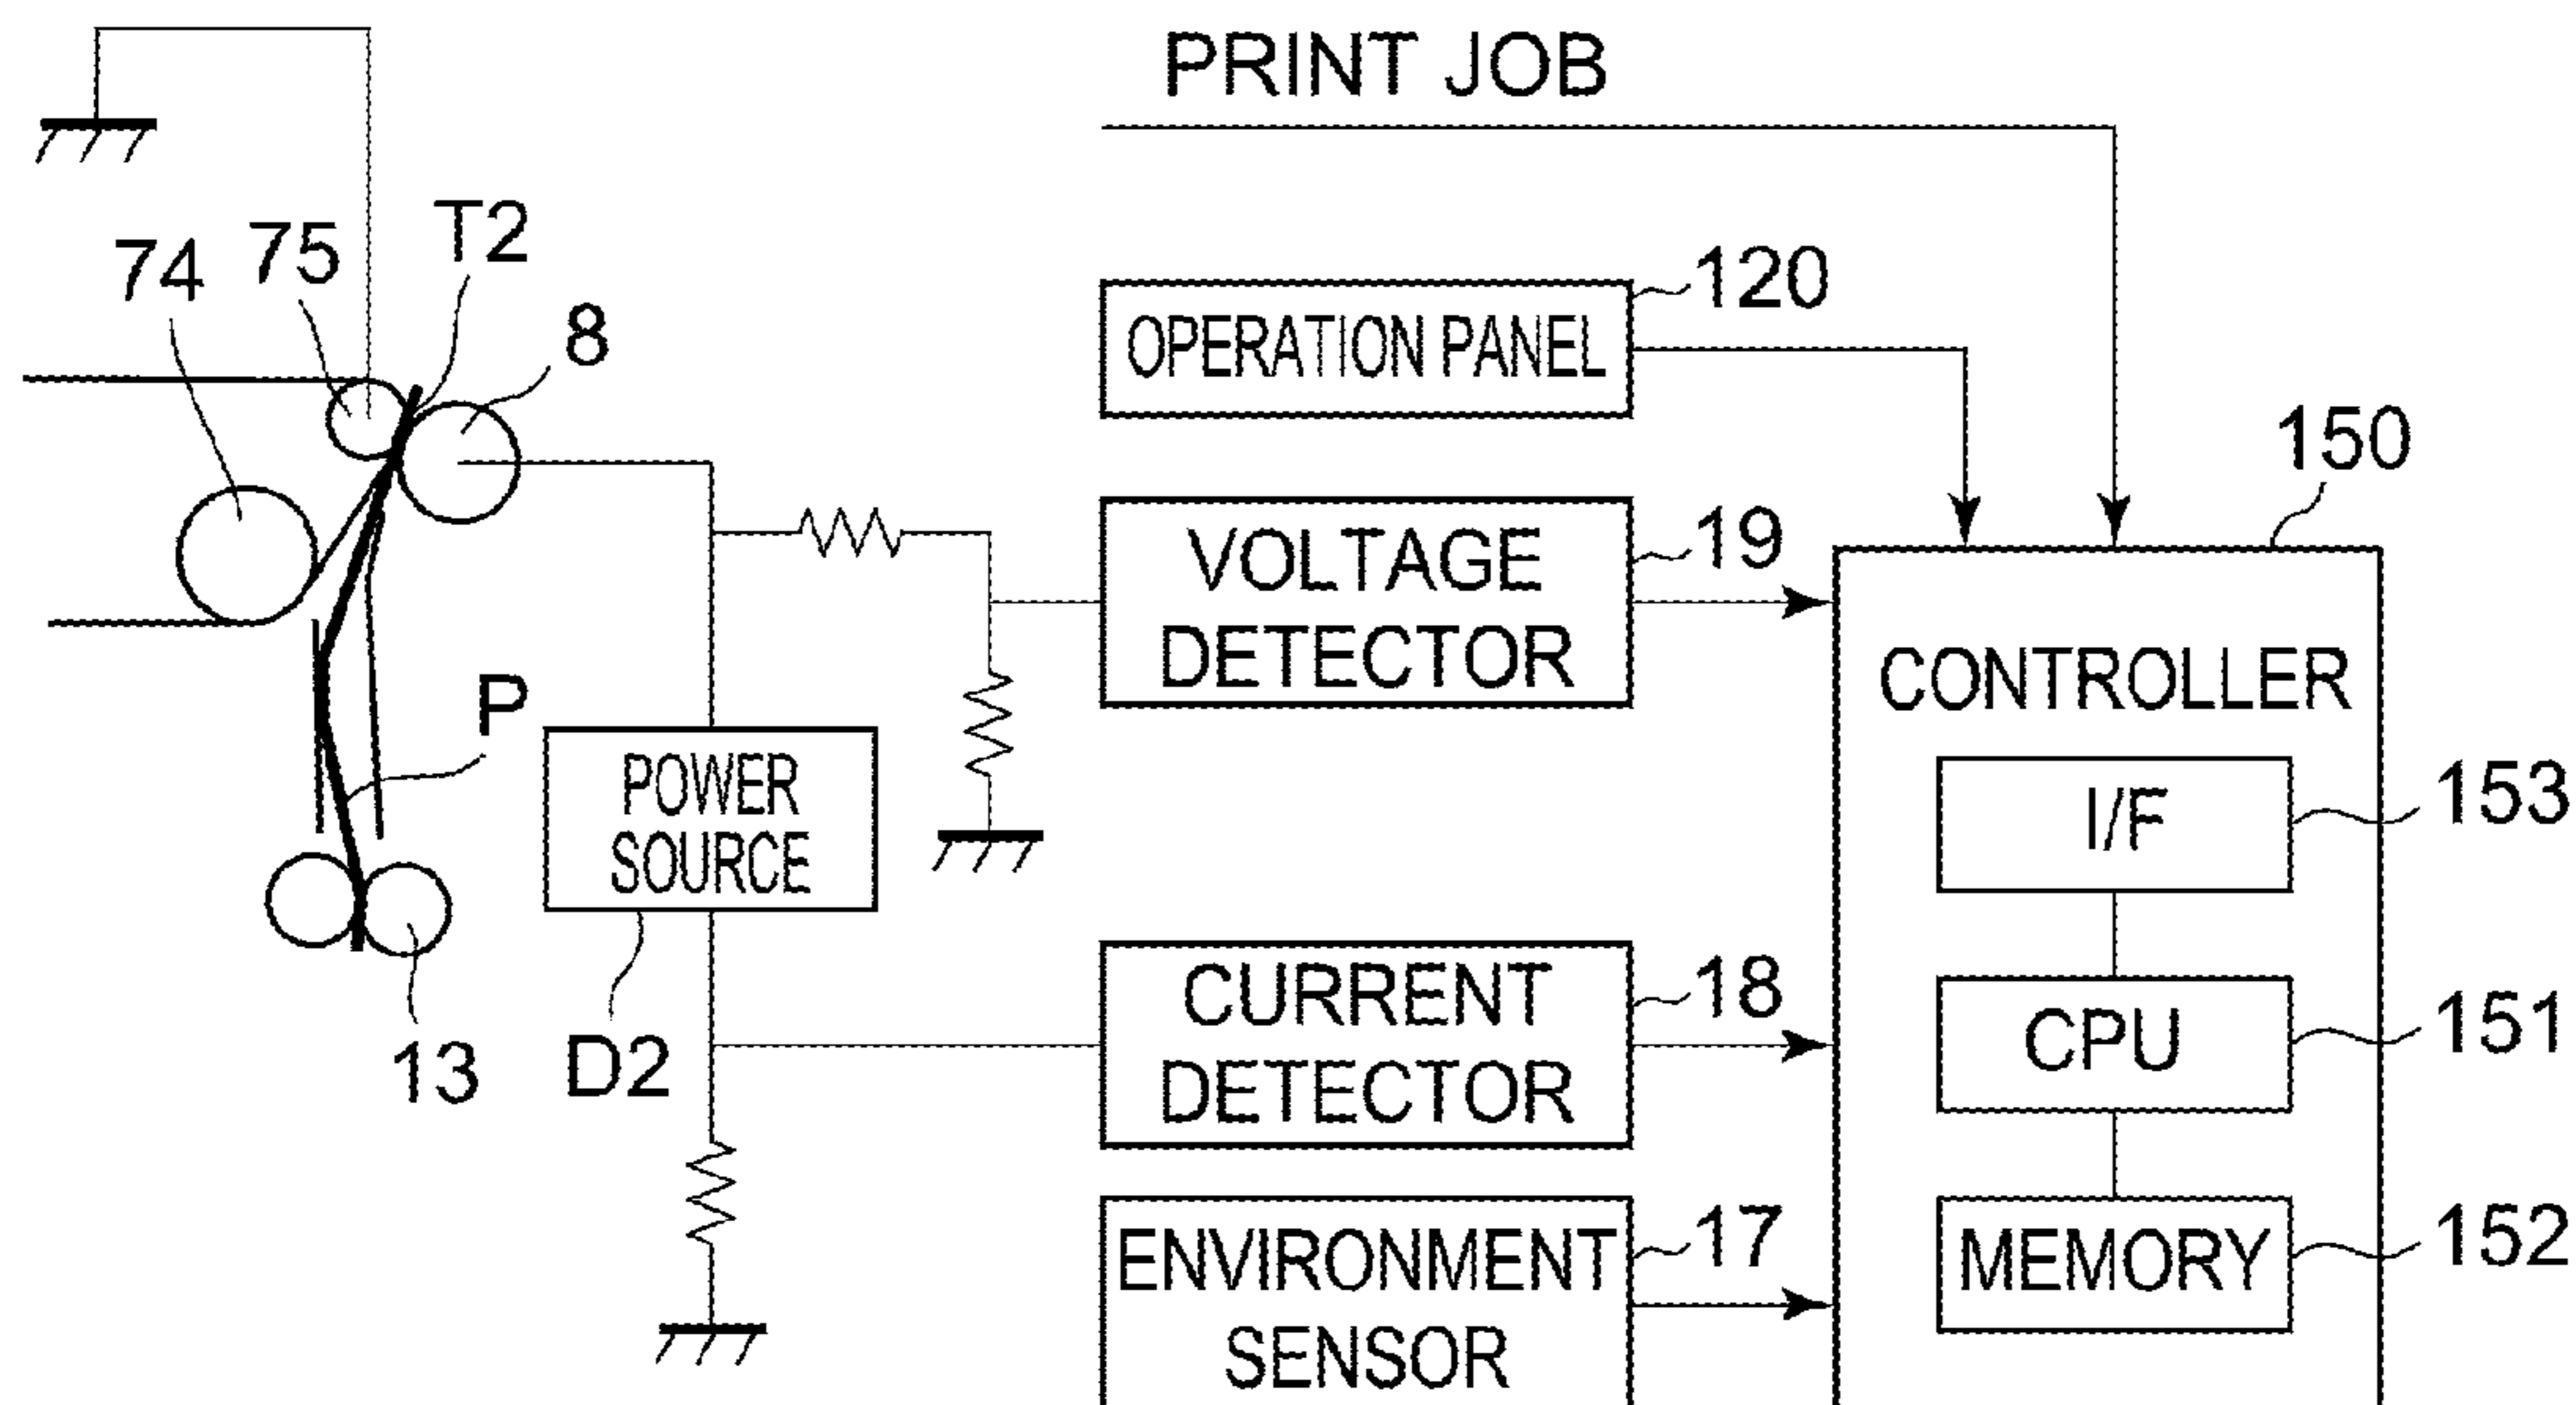 PRINT JOB
T2
75
74
8
120
OPERATION PANEL
150
19
VOLTAGE
DETECTOR
CONTROLLER
P
POWER
SOURCE
153
I/F
18
CURRENT
DETECTOR
151
CPU
13
D2
17
ENVIRONMENT
SENSOR
152
MEMORY